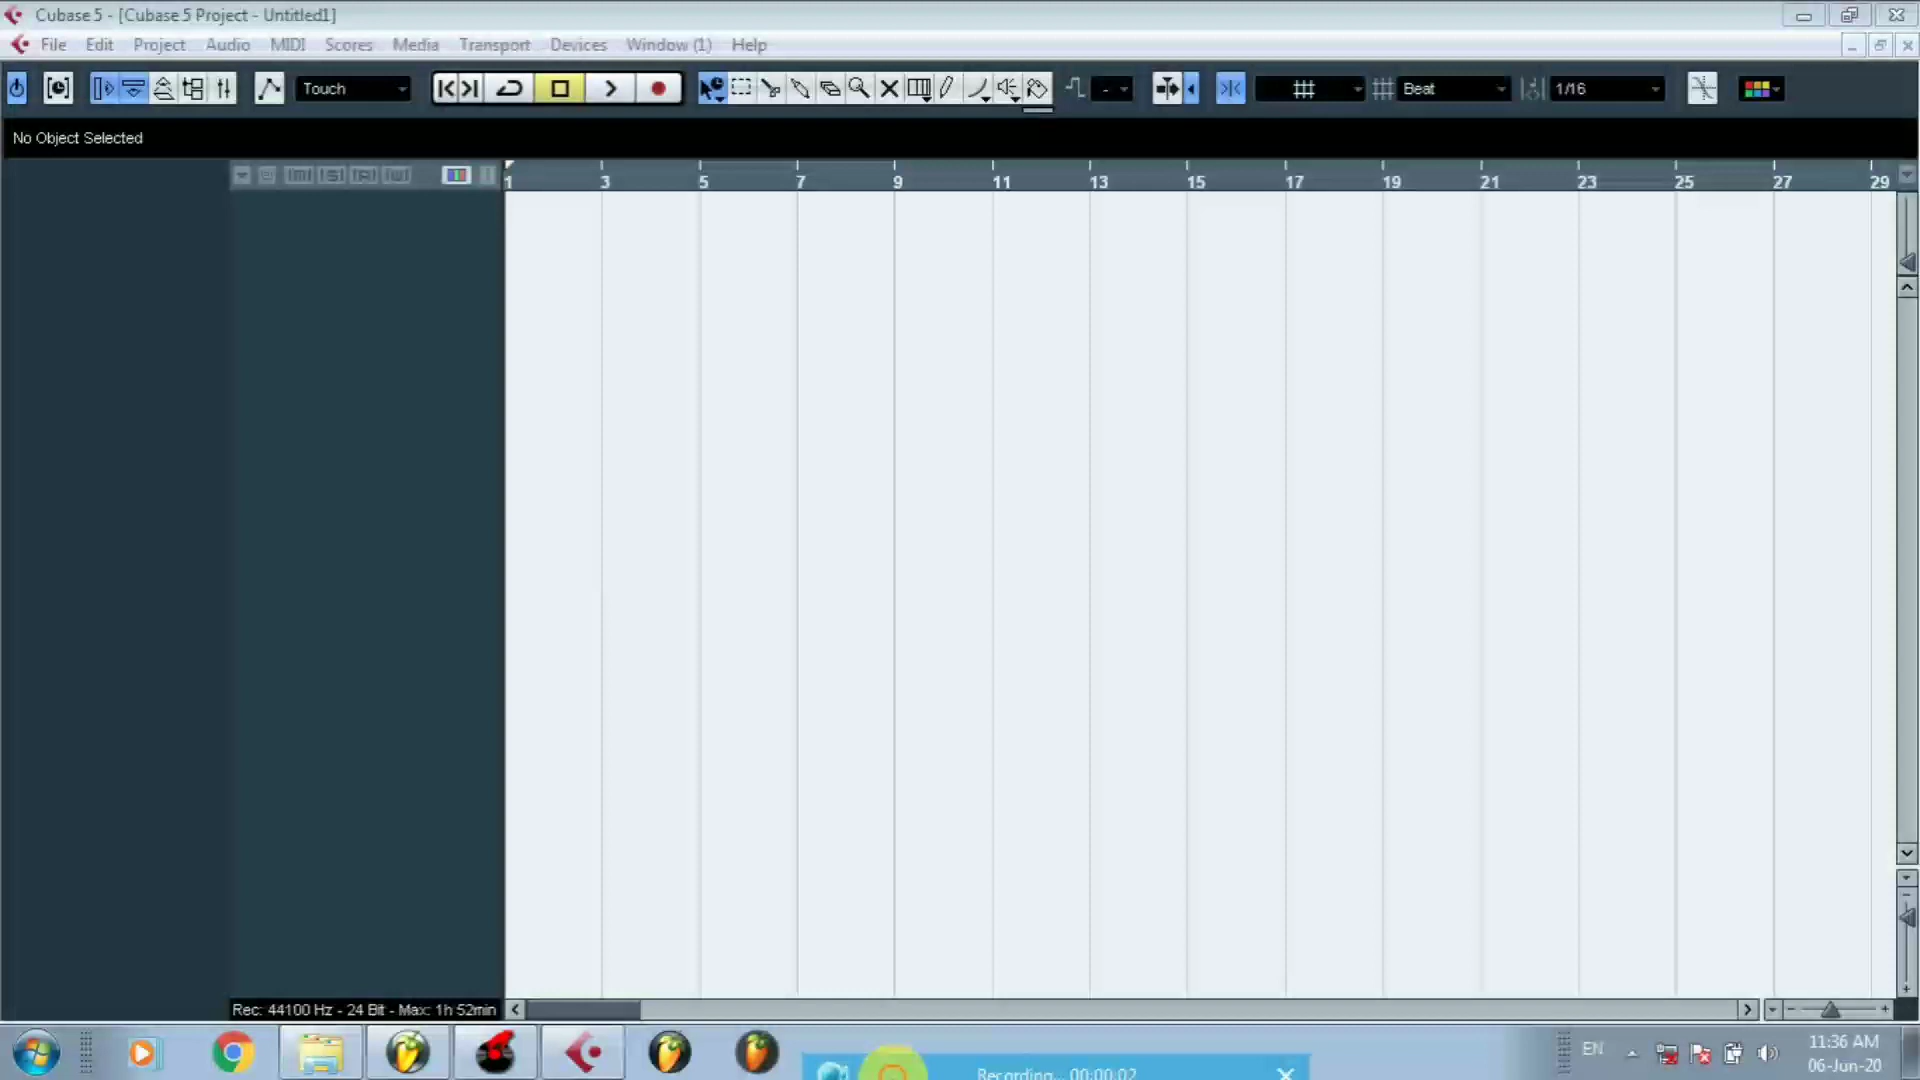 Cubase 5 - [Cubase 5 Project - Untitled1]
File Edit Project Audio MIDI Scores Media Transport Devices Window (1) Help
Touch - Beat 1/16
No Object Selected
1 3 5 7 9 11 13 15 17 19 21 23 25 27 29
Rec: 44100 Hz - 24 Bit - Max: 1h 52min
EN
11:36 AM
06-Jun-20
Recording... 00:00:02